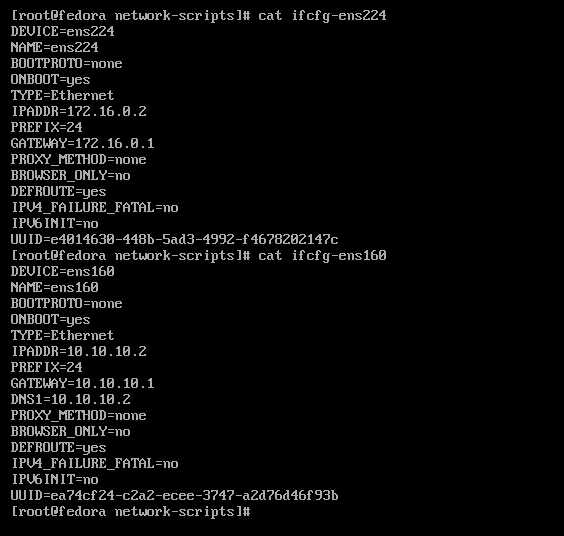 [root@fedora network-scripts]# cat ifcfg-ens224
DEVICE=ens224
NAME=ens224
BOOTPROTO=none
ONBOOT=yes
TYPE=Ethernet
IPADDR=172.16.0.2
PREFIX=24
GATEWAY=172.16.0.1
PROXY_METHOD=none
BROWSER_ONLY=no
DEFROUTE=yes
IPV4_FAILURE_FATAL=no
IPV6INIT=no
UUID=e4014630-448b-5ad3-4992-f4678202147c
[root@fedora network-scripts]# cat ifcfg-ens160
DEVICE=ens160
NAME=ens160
BOOTPROTO=none
ONBOOT=yes
TYPE=Ethernet
IPADDR=10.10.10.2
PREFIX=24
GATEWAY=10.10.10.1
DNS1=10.10.10.2
PROXY_METHOD=none
BROWSER_ONLY=no
DEFROUTE=yes
IPV4_FAILURE_FATAL=no
IPV6INIT=no
UUID=ea74cf24-c2a2-ecee-3747-a2d76d46f93b
[root@fedora network-scripts]#